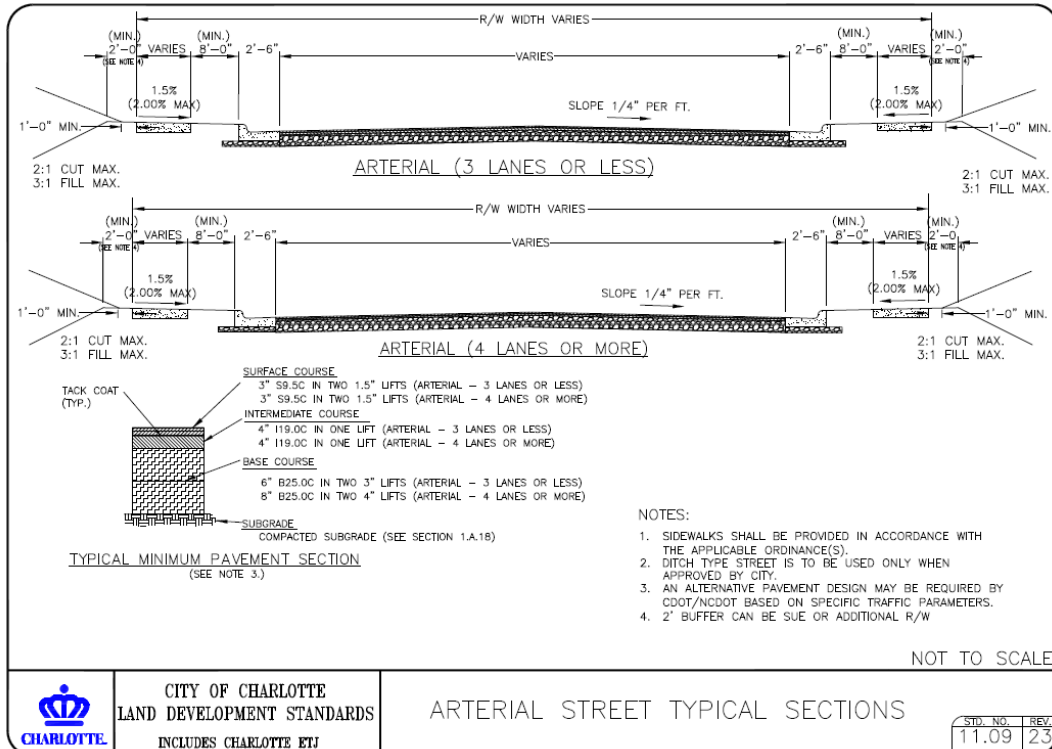 R/W WIDTH VARIES
(MIN.) (MIN.) (MIN.) (MIN.)
2'-0" VARIES 8'-0" 2'-6" VARIES 2'-6" 8'-0" VARIES 2'-0"
(SEE NOTE 4) (SEE NOTE 4)
1.5% 1.5%
(2.00% MAX) SLOPE 1/4" PER FT. (2.00% MAX)
1'-0" MIN. 1'-0" MIN.
2:1 CUT MAX. 2:1 CUT MAX.
3:1 FILL MAX. 3:1 FILL MAX.
ARTERIAL (3 LANES OR LESS)
R/W WIDTH VARIES
(MIN.) (MIN.) (MIN.) (MIN.)
2'-0" VARIES 8'-0" 2'-6" VARIES 2'-6" 8'-0" VARIES 2'-0
(SEE NOTE 4) (SEE NOTE 4)
1.5% 1.5%
(2.00% MAX) SLOPE 1/4" PER FT. (2.00% MAX)
1'-0" MIN. 1'-0" MIN.
2:1 CUT MAX. 2:1 CUT MAX.
3:1 FILL MAX. 3:1 FILL MAX.
ARTERIAL (4 LANES OR MORE)
TACK COAT
(TYP.)
SURFACE COURSE
3" S9.5C IN TWO 1.5" LIFTS (ARTERIAL – 3 LANES OR LESS)
3" S9.5C IN TWO 1.5" LIFTS (ARTERIAL – 4 LANES OR MORE)
INTERMEDIATE COURSE
4" I19.0C IN ONE LIFT (ARTERIAL – 3 LANES OR LESS)
4" I19.0C IN ONE LIFT (ARTERIAL – 4 LANES OR MORE)
BASE COURSE
6" B25.0C IN TWO 3" LIFTS (ARTERIAL – 3 LANES OR LESS)
8" B25.0C IN TWO 4" LIFTS (ARTERIAL – 4 LANES OR MORE)
SUBGRADE
COMPACTED SUBGRADE (SEE SECTION 1.A.18)
TYPICAL MINIMUM PAVEMENT SECTION
(SEE NOTE 3.)
NOTES:
1. SIDEWALKS SHALL BE PROVIDED IN ACCORDANCE WITH
THE APPLICABLE ORDINANCE(S).
2. DITCH TYPE STREET IS TO BE USED ONLY WHEN
APPROVED BY CITY.
3. AN ALTERNATIVE PAVEMENT DESIGN MAY BE REQUIRED BY
CDOT/NCDOT BASED ON SPECIFIC TRAFFIC PARAMETERS.
4. 2' BUFFER CAN BE SUE OR ADDITIONAL R/W
NOT TO SCALE
CHARLOTTE.
CITY OF CHARLOTTE
LAND DEVELOPMENT STANDARDS
INCLUDES CHARLOTTE ETJ
ARTERIAL STREET TYPICAL SECTIONS
STD. NO. REV.
11.09 23